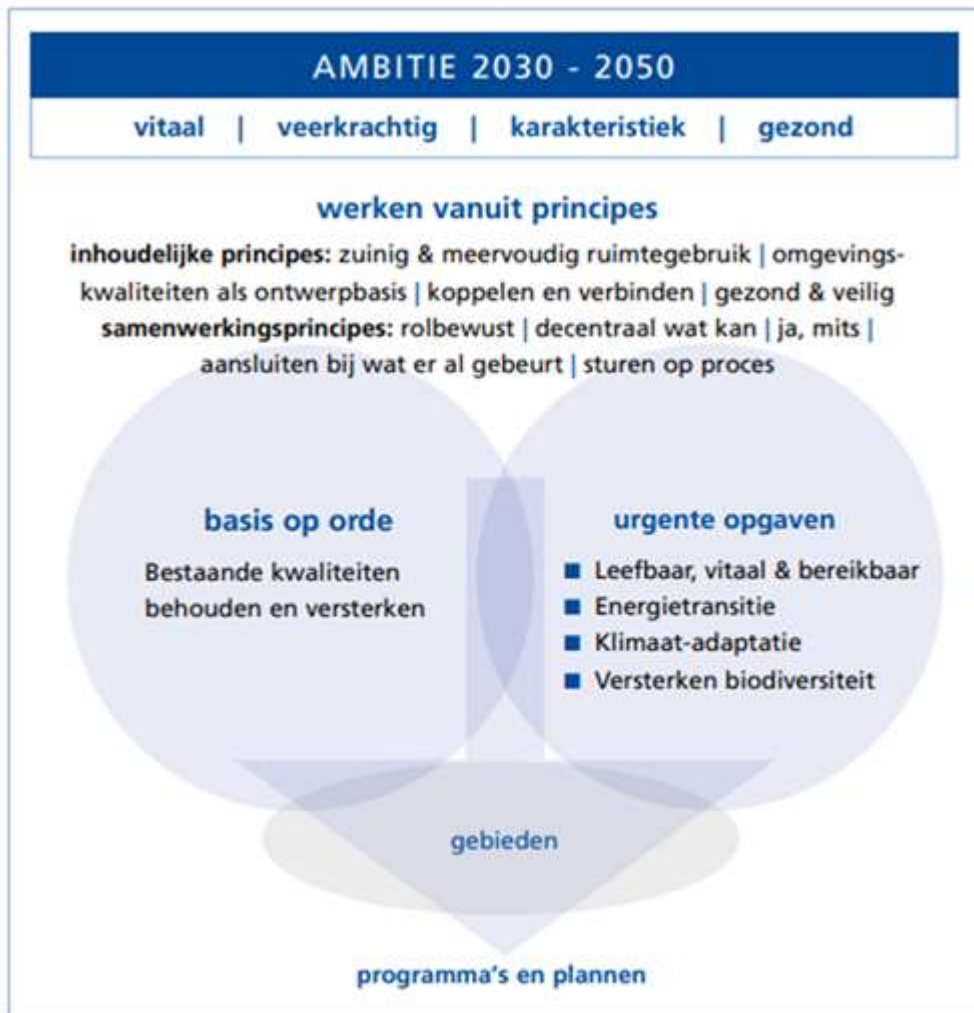 AMBITIE 2030 - 2050
vitaal | veerkrachtig | karakteristiek | gezond
werken vanuit principes
inhoudelijke principes: zuinig & meervoudig ruimtegebruik | omgevings-
kwaliteiten als ontwerpbasis | koppelen en verbinden | gezond & veilig
samenwerkingsprincipes: rolbewust | decentraal wat kan | ja, mits |
aansluiten bij wat er al gebeurt | sturen op proces
basis op orde
Bestaande kwaliteiten
behouden en versterken
urgente opgaven
■ Leefbaar, vitaal & bereikbaar
■ Energietransitie
■ Klimaat-adaptatie
■ Versterken biodiversiteit
gebieden
programma's en plannen